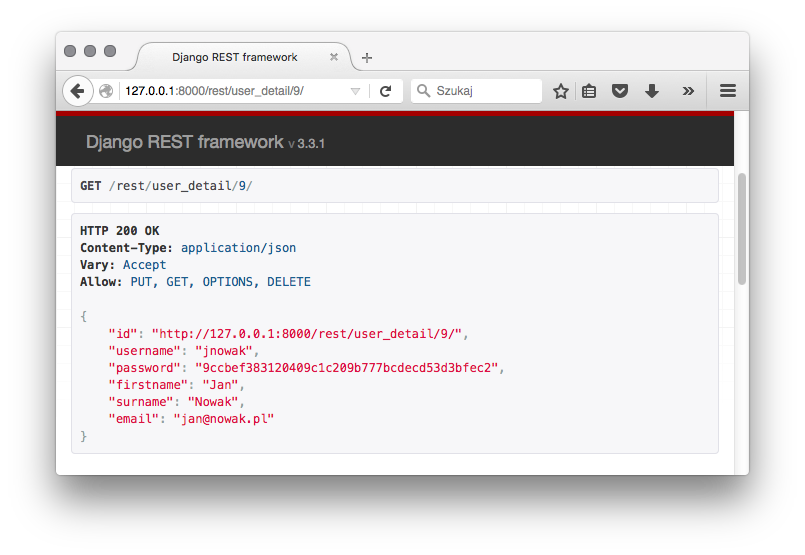 Django REST framework
127.0.0.1:8000/rest/user_detail/9/
Szukaj
Django REST framework v 3.3.1
GET /rest/user_detail/9/
HTTP 200 OK
Content-Type: application/json
Vary: Accept
Allow: PUT, GET, OPTIONS, DELETE
{
    "id": "http://127.0.0.1:8000/rest/user_detail/9/",
    "username": "jnowak",
    "password": "9ccbef383120409c1c209b777bcdecd53d3bfec2",
    "firstname": "Jan",
    "surname": "Nowak",
    "email": "jan@nowak.pl"
}